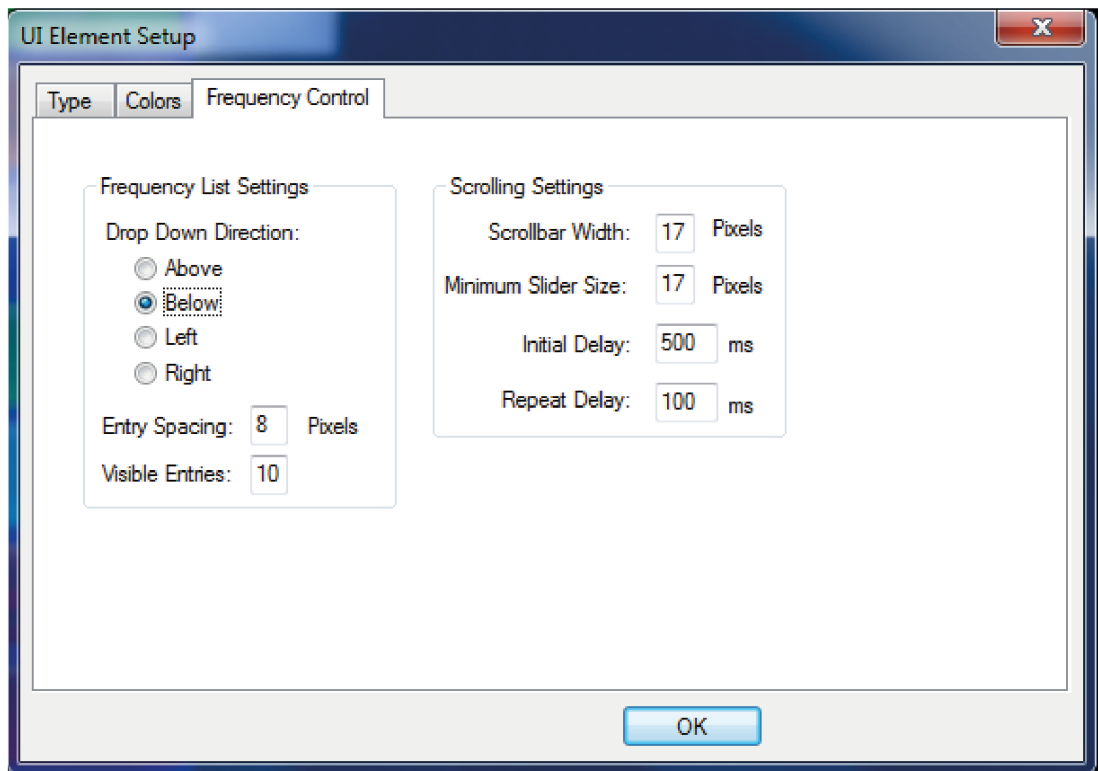 UI Element Setup
X
Type Colors Frequency Control
Frequency List Settings
Drop Down Direction:
Above
Below
Left
Right
Entry Spacing: 8 Pixels
Visible Entries: 10
Scrolling Settings
Scrollbar Width: 17 Pixels
Minimum Slider Size: 17 Pixels
Initial Delay: 500 ms
Repeat Delay: 100 ms
OK